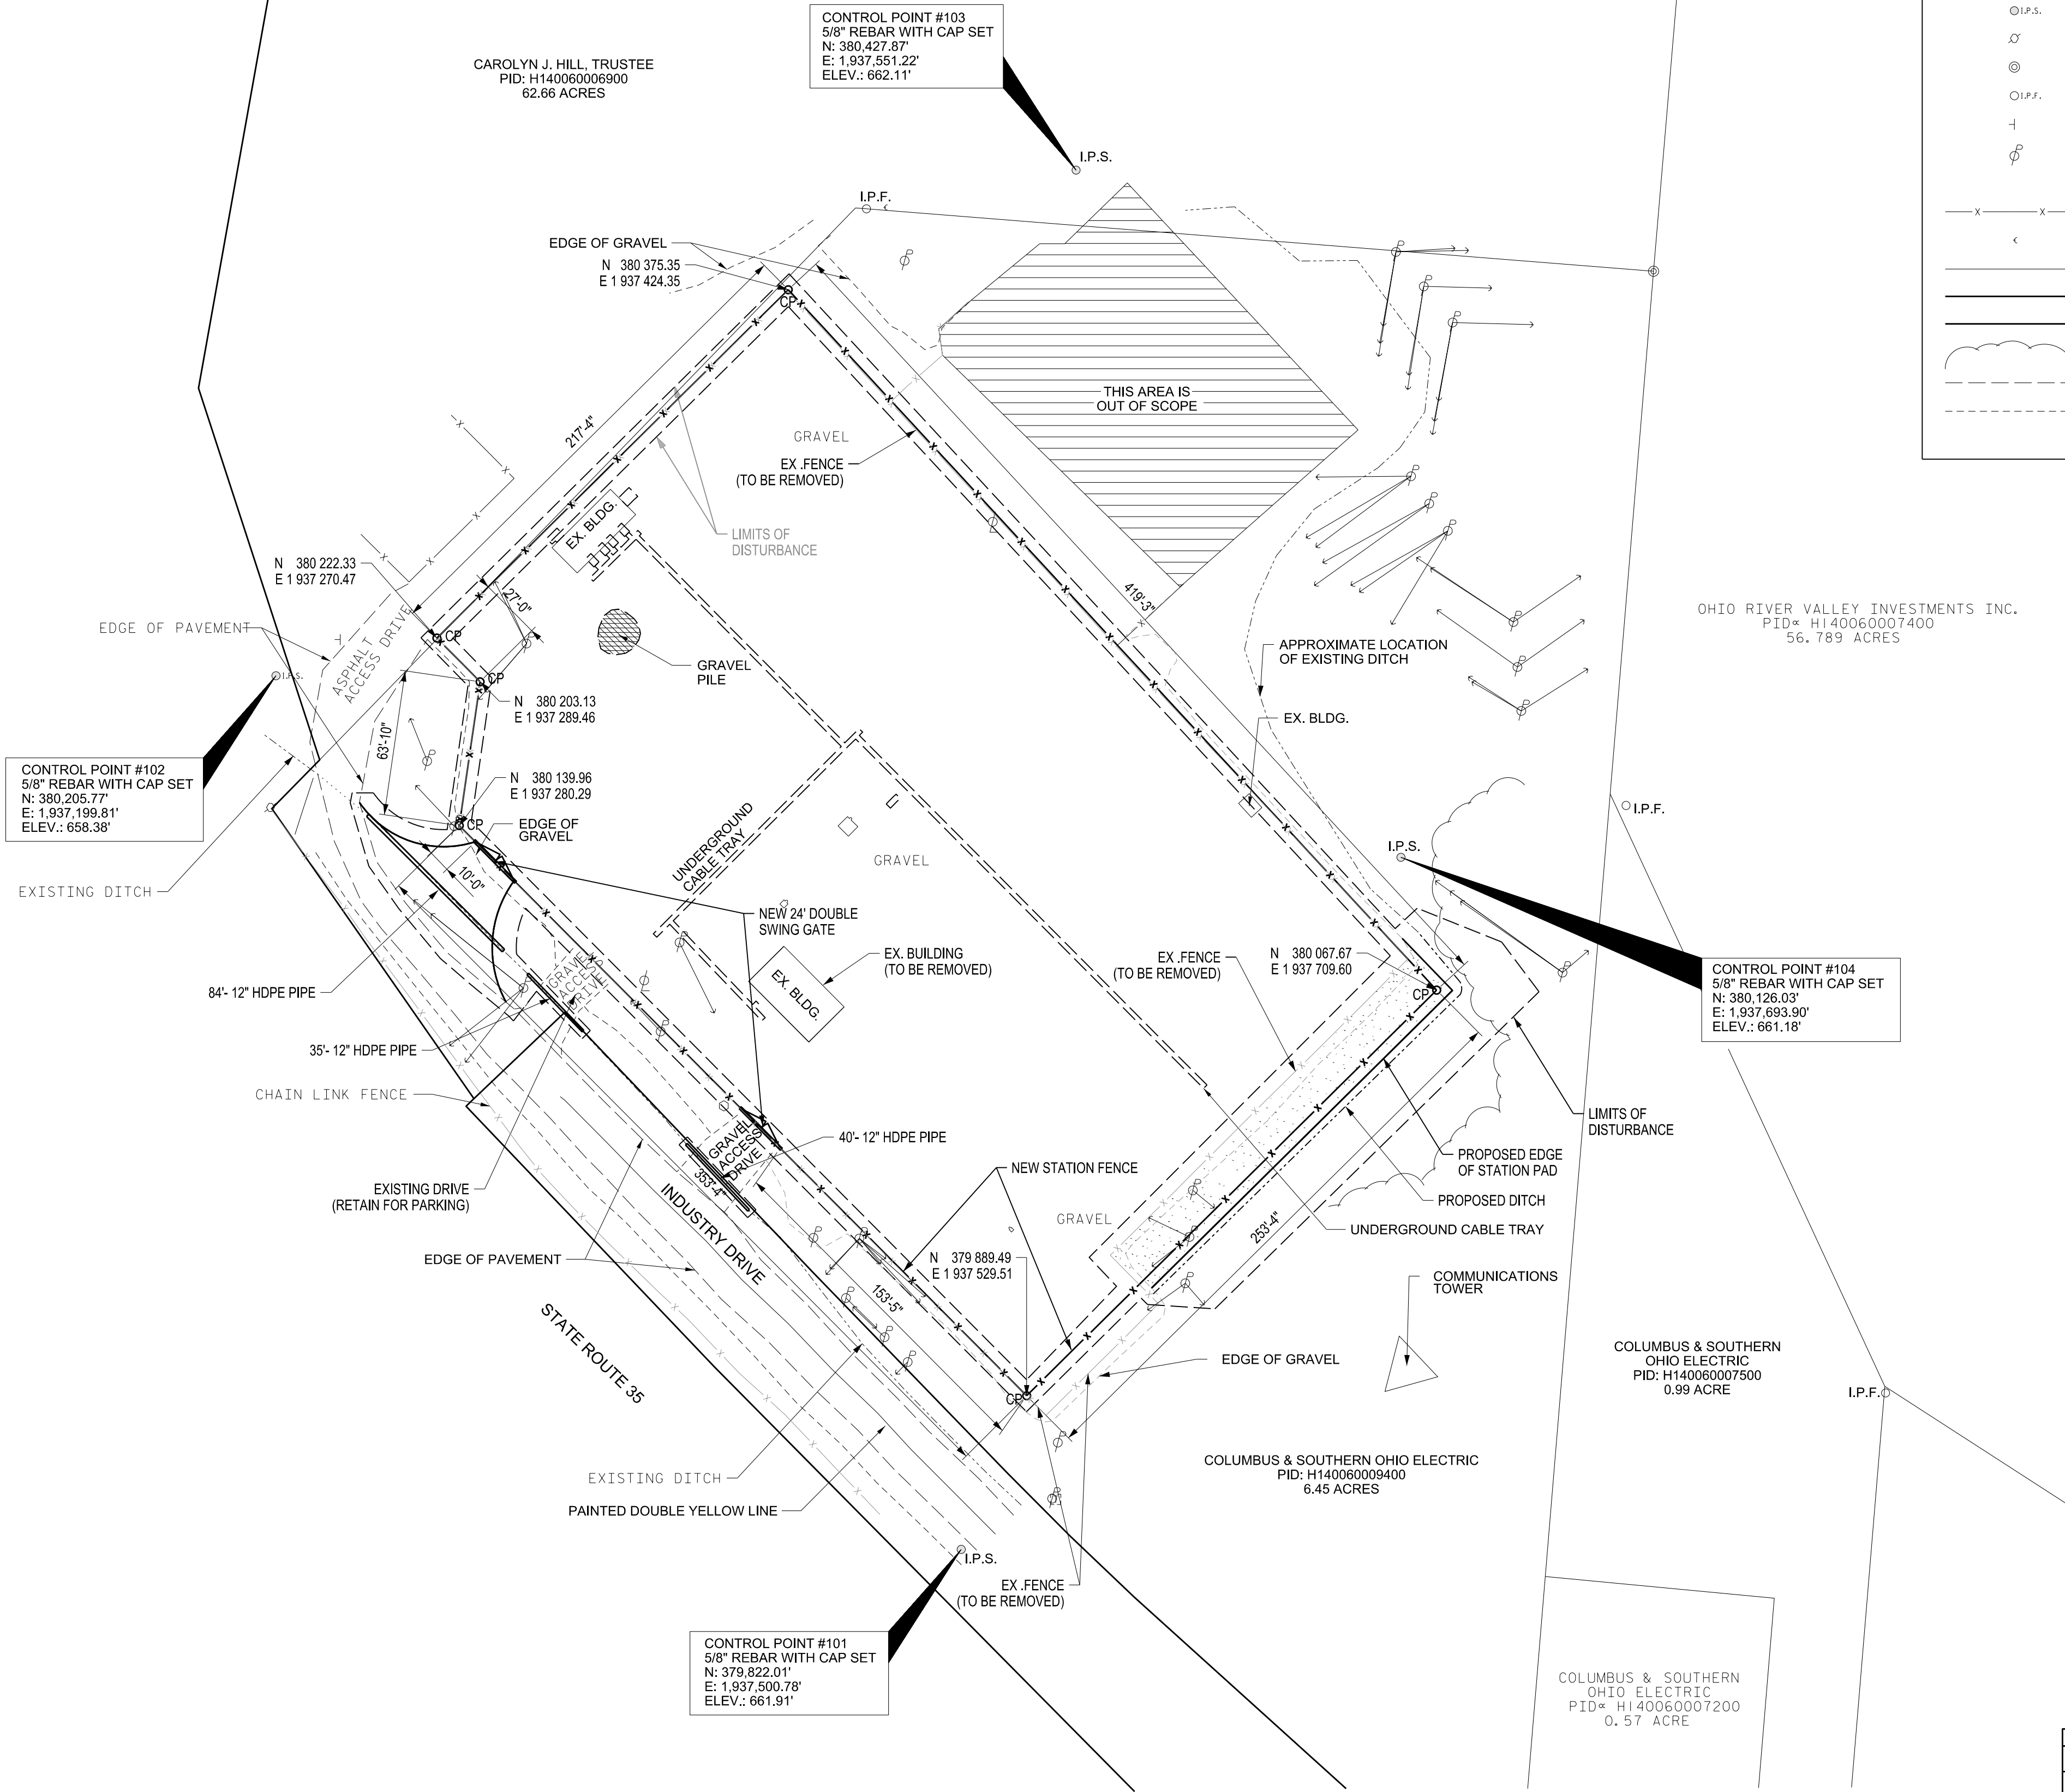 CONTROL POINT #103
5/8" REBAR WITH CAP SET
N: 380,427.87'
E: 1,937,551.22'
ELEV.: 662.11'
I.P.S.
I.P.F.
CAROLYN J. HILL, TRUSTEE
PID: H140060006900
62.66 ACRES
I.P.S.
I.P.F.
EDGE OF GRAVEL
N 380 375.35
E 1 937 424.35
CP
THIS AREA IS
OUT OF SCOPE
217'-4"
GRAVEL
EX .FENCE
(TO BE REMOVED)
LIMITS OF
DISTURBANCE
EX. BLDG.
N 380 222.33
E 1 937 270.47
27'-0"
419'-3"
EDGE OF PAVEMENT
ASPHALT
ACCESS DRIVE
CP
OHIO RIVER VALLEY INVESTMENTS INC.
PID∝ H140060007400
56.789 ACRES
APPROXIMATE LOCATION
OF EXISTING DITCH
GRAVEL
PILE
I.P.S.
CP
N 380 203.13
E 1 937 289.46
EX. BLDG.
63'-10"
CONTROL POINT #102
5/8" REBAR WITH CAP SET
N: 380,205.77'
E: 1,937,199.81'
ELEV.: 658.38'
N 380 139.96
E 1 937 280.29
CP
EDGE OF
GRAVEL
UNDERGROUND
CABLE TRAY
GRAVEL
I.P.F.
I.P.S.
10'-0"
EXISTING DITCH
NEW 24' DOUBLE
SWING GATE
EX. BUILDING
(TO BE REMOVED)
EX. BLDG.
EX .FENCE
(TO BE REMOVED)
N 380 067.67
E 1 937 709.60
CP
CONTROL POINT #104
5/8" REBAR WITH CAP SET
N: 380,126.03'
E: 1,937,693.90'
ELEV.: 661.18'
84'- 12" HDPE PIPE
GRAVEL
ACCESS
DRIVE
35'- 12" HDPE PIPE
CHAIN LINK FENCE
LIMITS OF
DISTURBANCE
40'- 12" HDPE PIPE
GRAVEL
ACCESS
DRIVE
353'-4"
PROPOSED EDGE
OF STATION PAD
NEW STATION FENCE
EXISTING DRIVE
(RETAIN FOR PARKING)
PROPOSED DITCH
INDUSTRY DRIVE
GRAVEL
UNDERGROUND CABLE TRAY
253'-4"
EDGE OF PAVEMENT
N 379 889.49
E 1 937 529.51
COMMUNICATIONS
TOWER
153'-5"
STATE ROUTE 35
EDGE OF GRAVEL
COLUMBUS & SOUTHERN
OHIO ELECTRIC
PID: H140060007500
0.99 ACRE
I.P.F.
CP
COLUMBUS & SOUTHERN OHIO ELECTRIC
PID: H140060009400
6.45 ACRES
EXISTING DITCH
PAINTED DOUBLE YELLOW LINE
I.P.S.
EX .FENCE
(TO BE REMOVED)
CONTROL POINT #101
5/8" REBAR WITH CAP SET
N: 379,822.01'
E: 1,937,500.78'
ELEV.: 661.91'
COLUMBUS & SOUTHERN
OHIO ELECTRIC
PID∝ H140060007200
0.57 ACRE